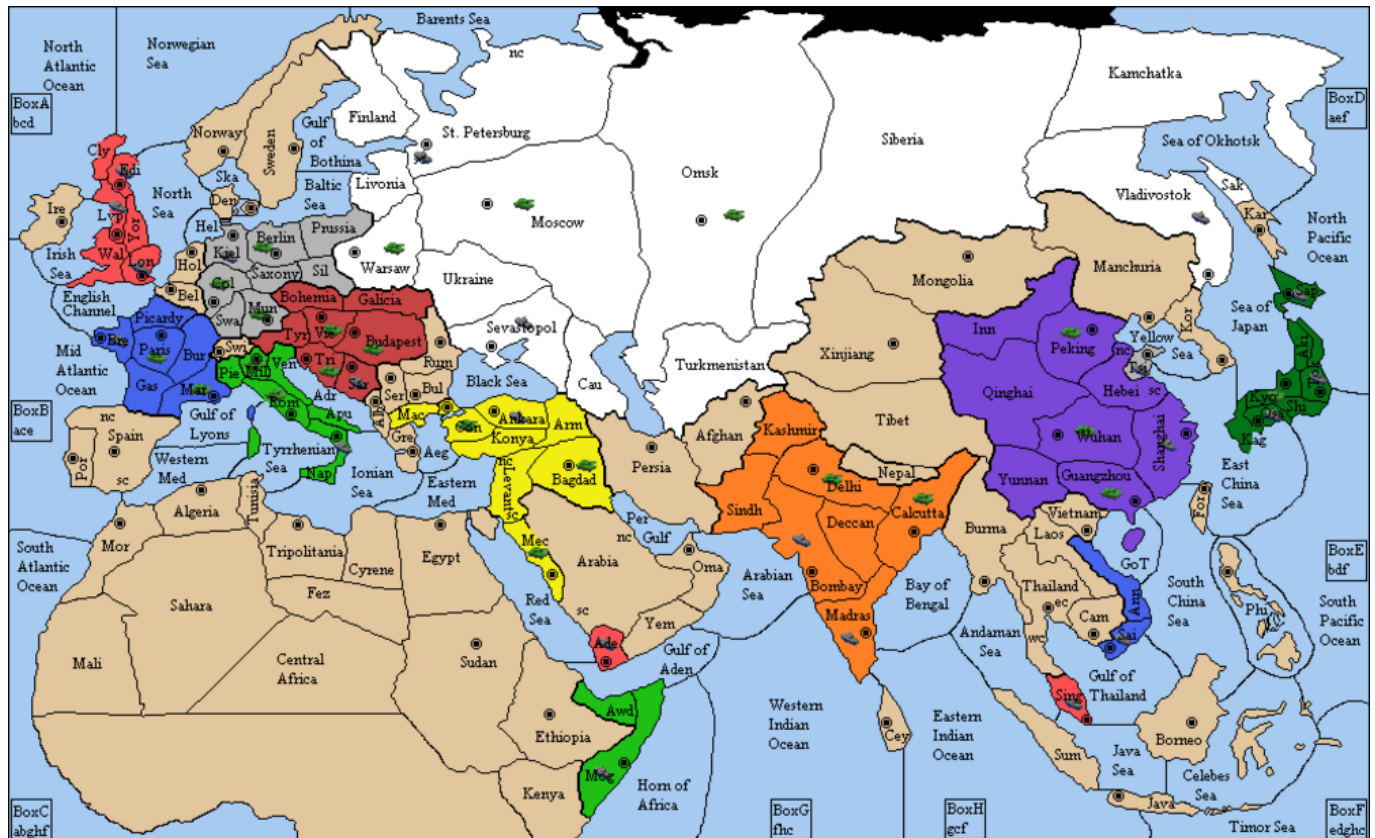 Barents Sea
nc
North
Atlantic
Ocean
Norwegian
Sea
Kamchatka
BoxA
bcd
BoxD
aef
Finland
St. Petersburg
Siberia
Sea of Okhotsk
Norway
Sweden
Gulf
of
Bothina
Cly
Edi
Ska
Baltic
Sea
Livonia
Omsk
Vladivostok
Sak
Kar
North
Pacific
Ocean
Ire
Lvp
Yor
North
Sea
Den
Moscow
Hel
Prussia
Berlin
Kiel
Irish
Sea
Wal
Lon
Hol
Col
Saxony
Sil
Warsaw
Ukraine
Mongolia
Manchuria
English
Channel
Bel
Bohemia
Galicia
Sap
Picardy
Swa
Mun
Inn
Peking
Sea of
Japan
Bre
Paris
Bur
Swi
Tyr
Vie
Budapest
Sevastopol
Kor
Yellow
Sea
nc
Tsi
Aki
Mid
Atlantic
Ocean
Ven
Tri
Rum
Turkmenistan
Xinjiang
Tok
Gas
Mar
Pie
Mil
Sar
Cau
Qinghai
Hebei
sc
Kyo
Shi
Adr
Ser
Bul
Black Sea
Rom
Kag
BoxB
ace
nc
Gulf of
Lyons
Apu
Alb
Mac
Con
Ankara
Arm
Kashmir
Tibet
Wuhan
Shanghai
BoxE
bdf
Spain
Por
sc
Western
Med
Tyrrhenian
Sea
Gre
Aeg
Konya
Afghan
East
China
Sea
Nap
Ionian
Sea
Eastern
Med
nc
Levant
sc
Bagdad
Persia
Nepal
Delhi
Yunnan
Guangzhou
Algeria
Tunisia
Sindh
Calcutta
Vietnam
For
South
Atlantic
Ocean
Mor
Tripolitania
Cyrene
Egypt
Mec
Per
Gulf
nc
Deccan
Burma
Laos
GoT
Sahara
Fez
Arabia
Oma
Arabian
Sea
Bombay
Bay of
Bengal
Thailand
ec
wc
Cam
Ann
South
China
Sea
Phi
South
Pacific
Ocean
Red
Sea
sc
Yem
Madras
Andaman
Sea
Sai
Mali
Central
Africa
Sudan
Ade
Gulf of
Aden
Gulf of
Thailand
Sing
Awd
Western
Indian
Ocean
Eastern
Indian
Ocean
Ethiopia
Cey
Sum
Java
Sea
Borneo
Mog
Kenya
Horn of
Africa
Celebes
Sea
Java
Timor Sea
BoxC
abghf
BoxG
fhc
BoxH
gcf
BoxF
edghc